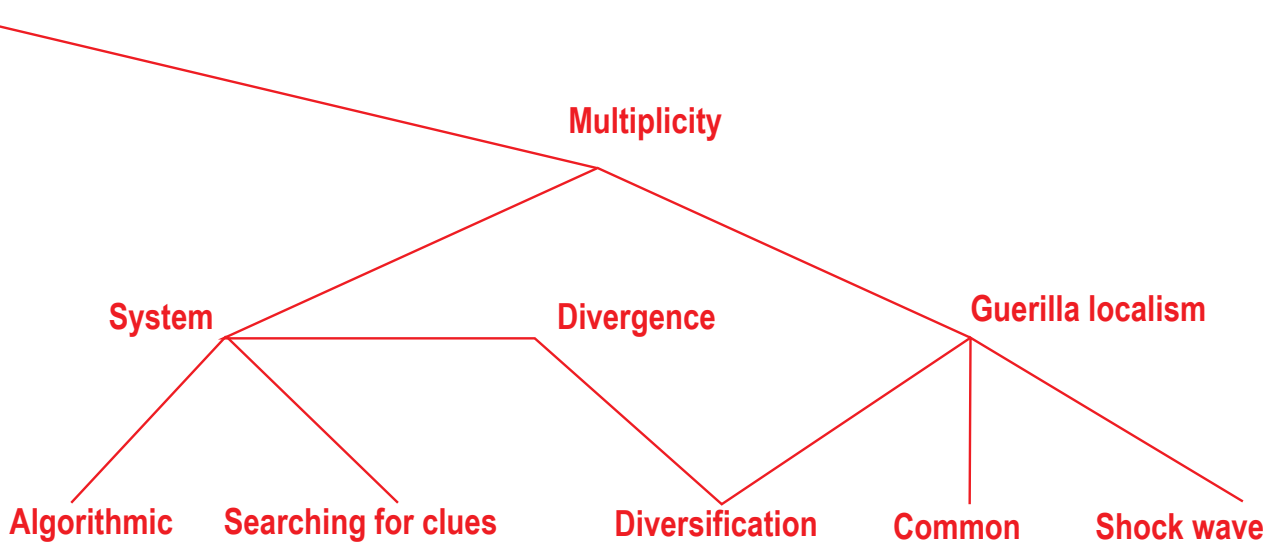 Multiplicity
System
Divergence
Guerilla localism
Algorithmic
Searching for clues
Diversification
Common
Shock wave